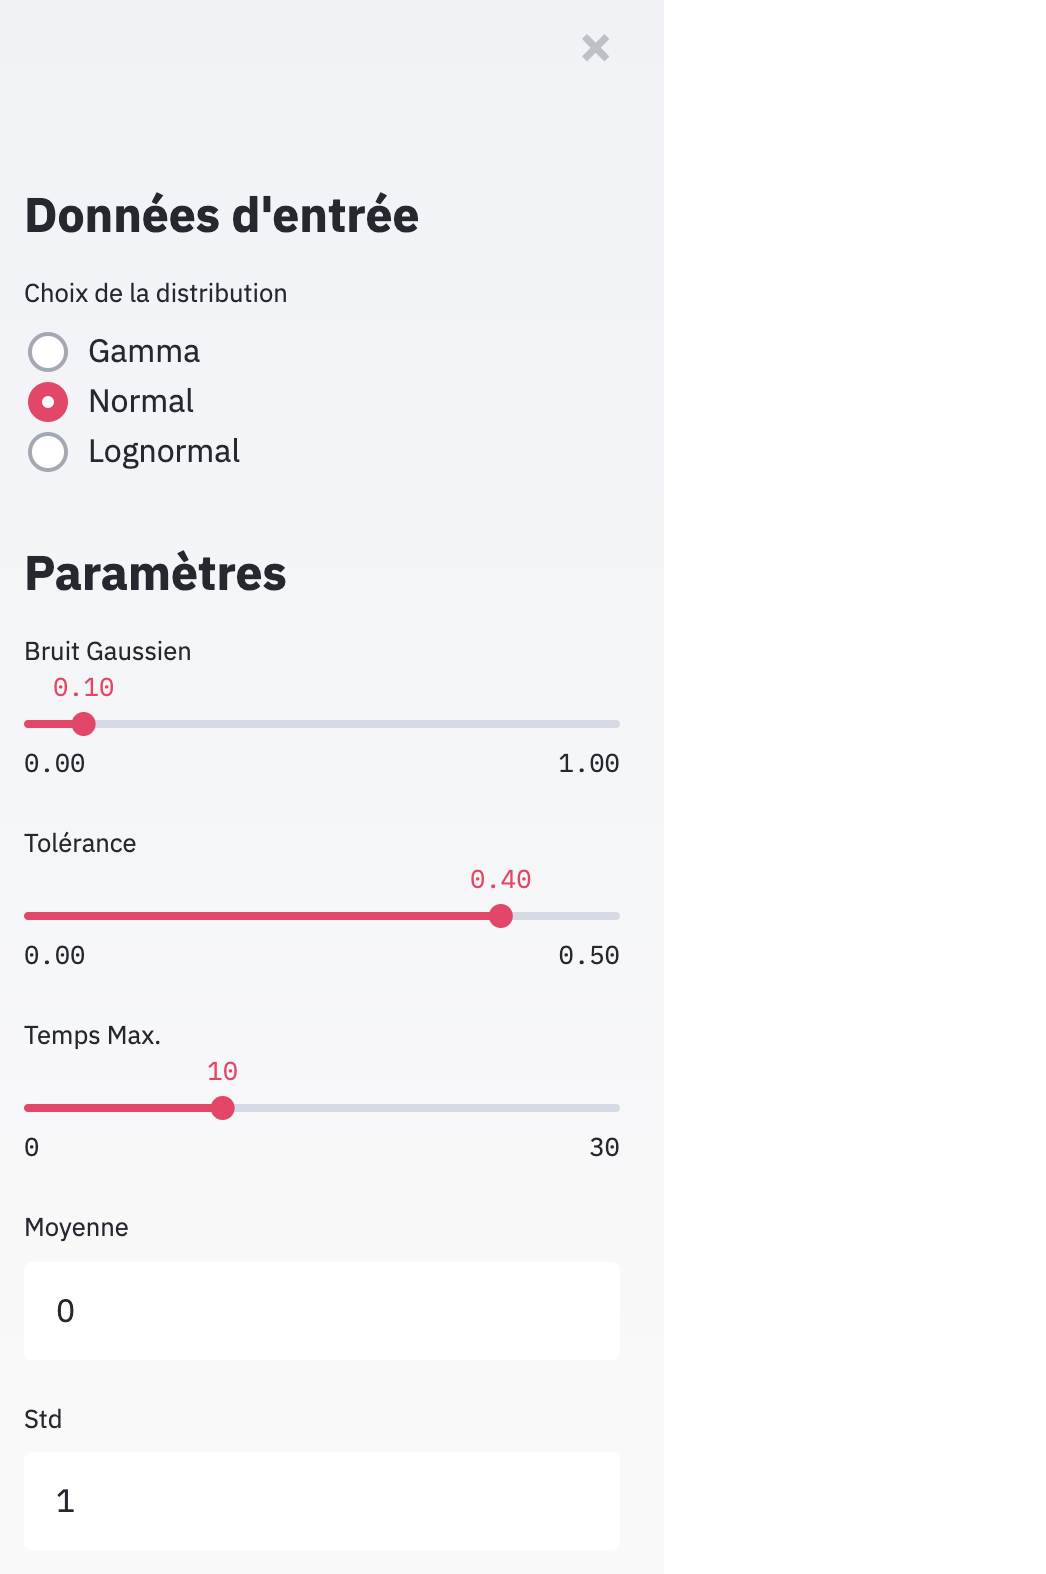 Données d'entrée
Choix de la distribution
Gamma
Normal
Lognormal
Paramètres
Bruit Gaussien
0.10
0.00 1.00
Tolérance
0.40
0.00 0.50
Temps Max.
10
0 30
Moyenne
0
Std
1